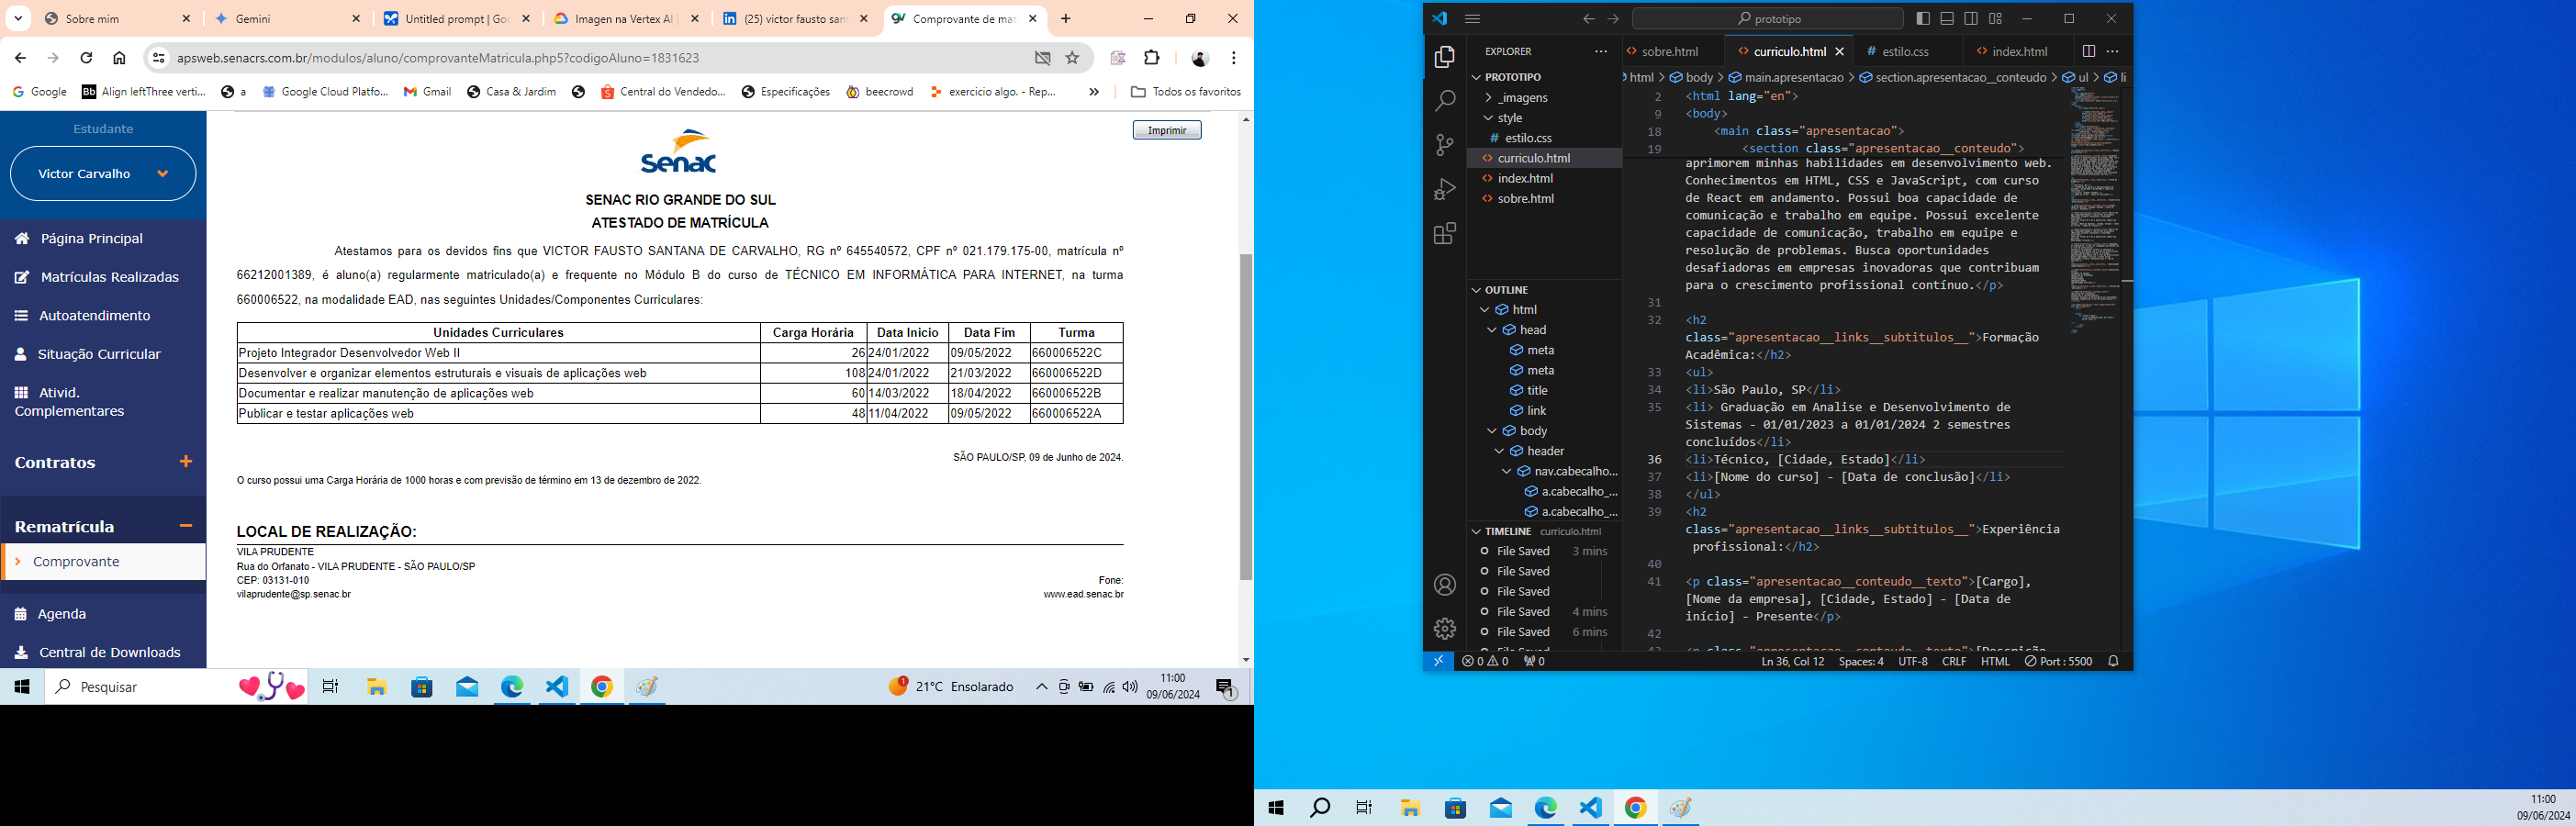 Sobre mim
Gemini
Untitled prompt | Goo
Imagen na Vertex AI |
(25) victor fausto sant
Comprovante de mat
apsweb.senacrs.com.br/modulos/aluno/comprovanteMatricula.php5?codigoAluno=1831623
Google
Align leftThree verti...
a
Google Cloud Platfo...
Gmail
Casa & Jardim
Central do Vendedo...
Especificações
beecrowd
exercicio algo. - Rep...
»
Todos os favoritos
Estudante
Victor Carvalho
Página Principal
Matrículas Realizadas
Autoatendimento
Situação Curricular
Ativid.
Complementares
Contratos +
Rematrícula −
Comprovante
Agenda
Central de Downloads
Imprimir
Senac
SENAC RIO GRANDE DO SUL
ATESTADO DE MATRÍCULA
Atestamos para os devidos fins que VICTOR FAUSTO SANTANA DE CARVALHO, RG nº 645540572, CPF nº 021.179.175-00, matrícula nº
66212001389, é aluno(a) regularmente matriculado(a) e frequente no Módulo B do curso de TÉCNICO EM INFORMÁTICA PARA INTERNET, na turma
660006522, na modalidade EAD, nas seguintes Unidades/Componentes Curriculares:
Unidades Curriculares Carga Horária Data Inicio Data Fim Turma
Projeto Integrador Desenvolvedor Web II 26 24/01/2022 09/05/2022 660006522C
Desenvolver e organizar elementos estruturais e visuais de aplicações web 108 24/01/2022 21/03/2022 660006522D
Documentar e realizar manutenção de aplicações web 60 14/03/2022 18/04/2022 660006522B
Publicar e testar aplicações web 48 11/04/2022 09/05/2022 660006522A
SÃO PAULO/SP, 09 de Junho de 2024.
O curso possui uma Carga Horária de 1000 horas e com previsão de término em 13 de dezembro de 2022.
LOCAL DE REALIZAÇÃO:
VILA PRUDENTE
Rua do Orfanato - VILA PRUDENTE - SÃO PAULO/SP
CEP: 03131-010 Fone:
vilaprudente@sp.senac.br www.ead.senac.br
Pesquisar
21°C Ensolarado
11:00
09/06/2024
prototipo
EXPLORER
PROTOTIPO
_imagens
style
estilo.css
curriculo.html
index.html
sobre.html
OUTLINE
html
head
meta
meta
title
link
body
header
nav.cabecalho...
a.cabecalho_...
a.cabecalho_...
TIMELINE curriculo.html
File Saved 3 mins
File Saved
File Saved
File Saved 4 mins
File Saved 6 mins
sobre.html
curriculo.html
estilo.css
index.html
html > body > main.apresentacao > section.apresentacao__conteudo > ul > li
2 <html lang="en">
9 <body>
18 <main class="apresentacao">
19 <section class="apresentacao__conteudo">
aprimorem minhas habilidades em desenvolvimento web.
Conhecimentos em HTML, CSS e JavaScript, com curso
de React em andamento. Possui boa capacidade de
comunicação e trabalho em equipe. Possui excelente
capacidade de comunicação, trabalho em equipe e
resolução de problemas. Busca oportunidades
desafiadoras em empresas inovadoras que contribuam
para o crescimento profissional contínuo.</p>
31
32 <h2
class="apresentacao__links__subtitulos__">Formação
Acadêmica:</h2>
33 <ul>
34 <li>São Paulo, SP</li>
35 <li> Graduação em Analise e Desenvolvimento de
Sistemas - 01/01/2023 a 01/01/2024 2 semestres
concluídos</li>
36 <li>Técnico, [Cidade, Estado]</li>
37 <li>[Nome do curso] - [Data de conclusão]</li>
38 </ul>
39 <h2
class="apresentacao__links__subtitulos__">Experiência
profissional:</h2>
40
41 <p class="apresentacao__conteudo__texto">[Cargo],
[Nome da empresa], [Cidade, Estado] - [Data de
início] - Presente</p>
42
0 0 0
Ln 36, Col 12 Spaces: 4 UTF-8 CRLF HTML Port : 5500
11:00
09/06/2024